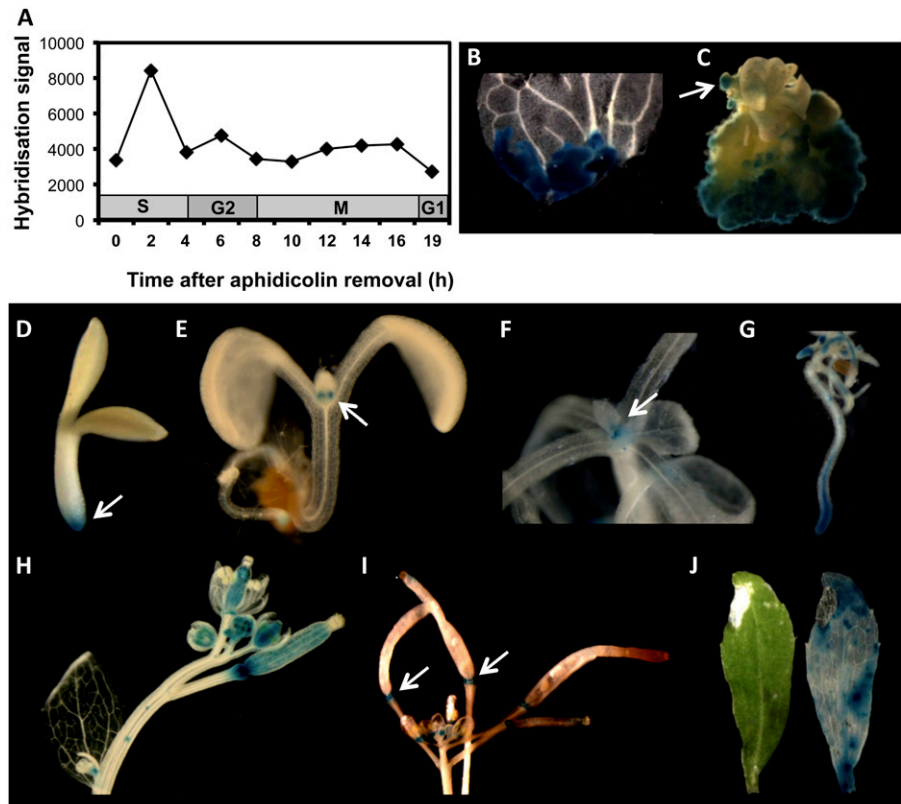 A
Hybridisation signal
10000
8000
6000
4000
2000
0
S G2 M G1
0 2 4 6 8 10 12 14 16 19
Time after aphidicolin removal (h)
B C
D E F G
H I J